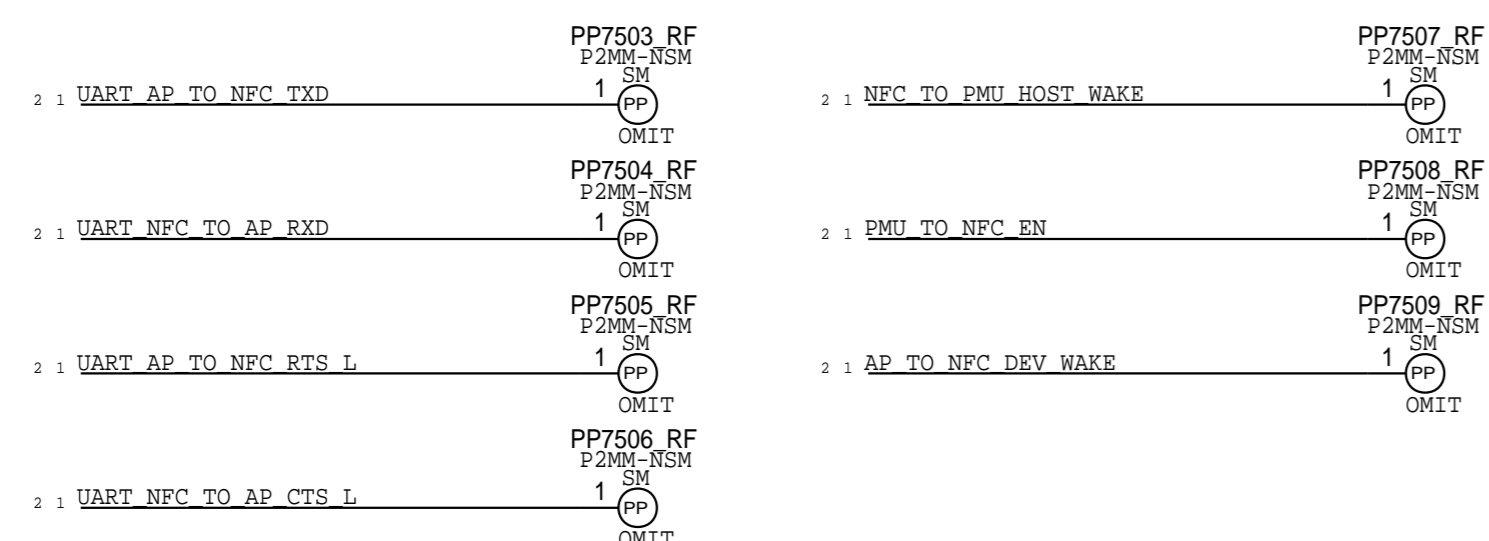 PP7503_RF
P2MM-NSM
SM
2 1 UART_AP_TO_NFC_TXD 1 PP
OMIT
PP7504_RF
P2MM-NSM
SM
2 1 UART_NFC_TO_AP_RXD 1 PP
OMIT
PP7505_RF
P2MM-NSM
SM
2 1 UART_AP_TO_NFC_RTS_L 1 PP
OMIT
PP7506_RF
P2MM-NSM
SM
2 1 UART_NFC_TO_AP_CTS_L 1 PP
OMIT
PP7507_RF
P2MM-NSM
SM
2 1 NFC_TO_PMU_HOST_WAKE 1 PP
OMIT
PP7508_RF
P2MM-NSM
SM
2 1 PMU_TO_NFC_EN 1 PP
OMIT
PP7509_RF
P2MM-NSM
SM
2 1 AP_TO_NFC_DEV_WAKE 1 PP
OMIT